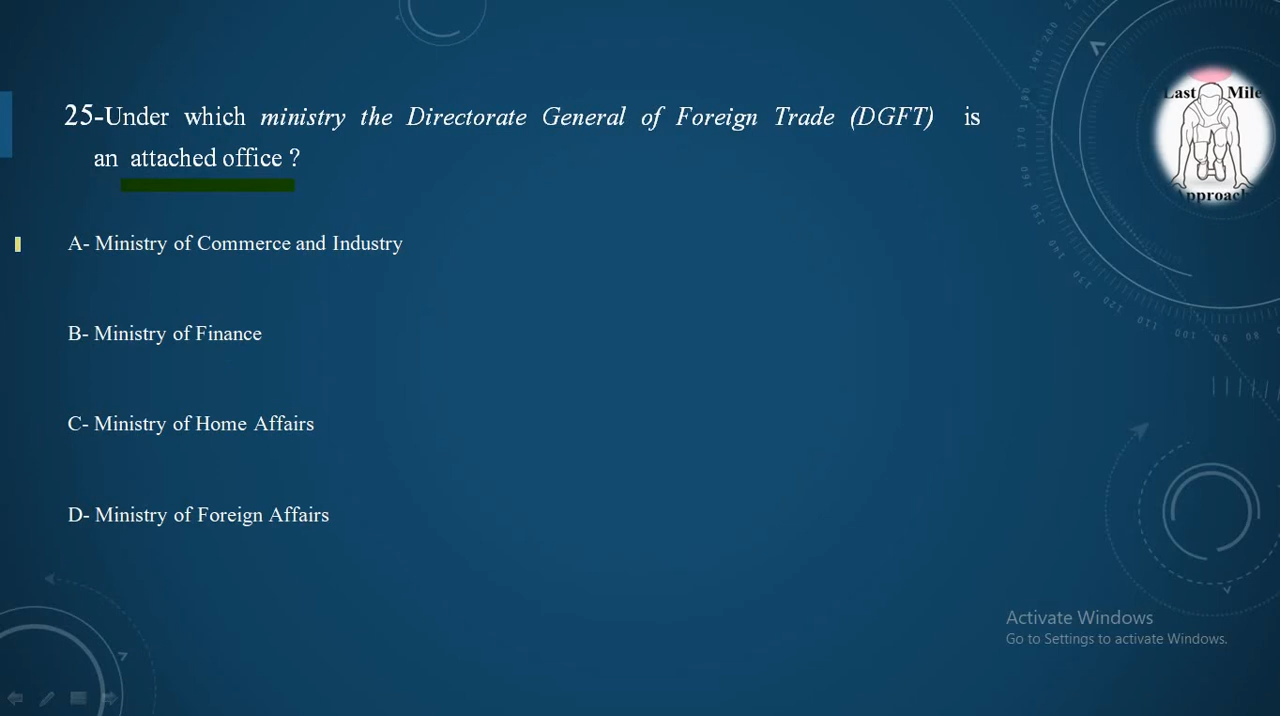 25-Under which ministry the Directorate General of Foreign Trade (DGFT) is
an attached office ?
Last Mile
Approach
A- Ministry of Commerce and Industry
B- Ministry of Finance
C- Ministry of Home Affairs
D- Ministry of Foreign Affairs
Activate Windows
Go to Settings to activate Windows.